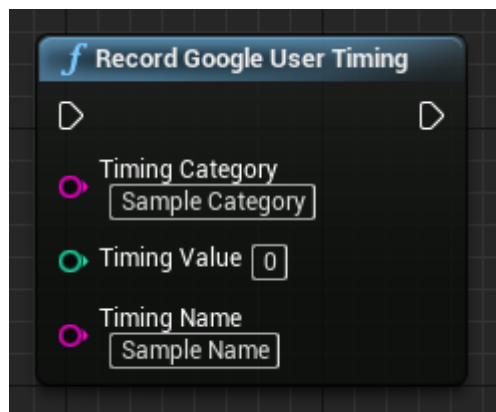 f Record Google User Timing
Timing Category
Sample Category
Timing Value 0
Timing Name
Sample Name